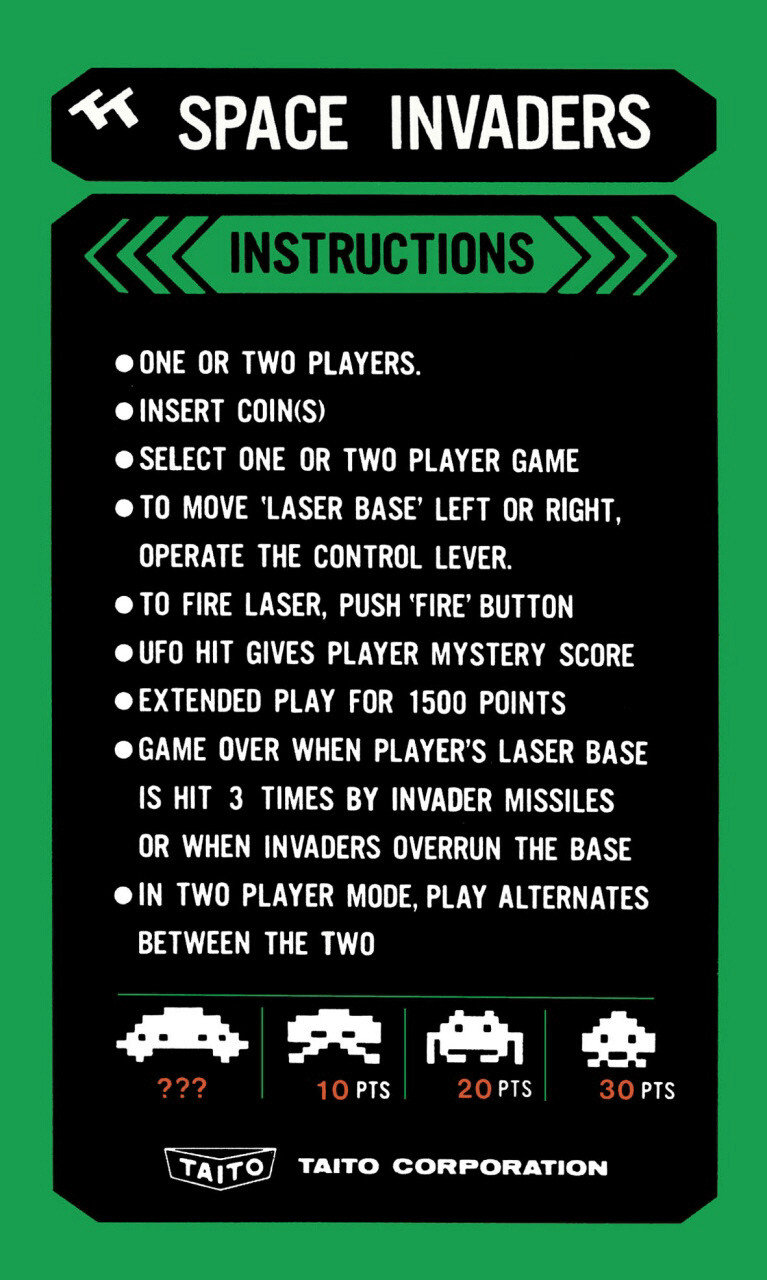 SPACE INVADERS
INSTRUCTIONS
●ONE OR TWO PLAYERS.
●INSERT COIN(S)
●SELECT ONE OR TWO PLAYER GAME
●TO MOVE ‛LASER BASE’ LEFT OR RIGHT,
OPERATE THE CONTROL LEVER.
●TO FIRE LASER, PUSH ‛FIRE’ BUTTON
●UFO HIT GIVES PLAYER MYSTERY SCORE
●EXTENDED PLAY FOR 1500 POINTS
●GAME OVER WHEN PLAYER'S LASER BASE
IS HIT 3 TIMES BY INVADER MISSILES
OR WHEN INVADERS OVERRUN THE BASE
●IN TWO PLAYER MODE, PLAY ALTERNATES
BETWEEN THE TWO
??? 10 PTS 20 PTS 30 PTS
TAITO TAITO CORPORATION